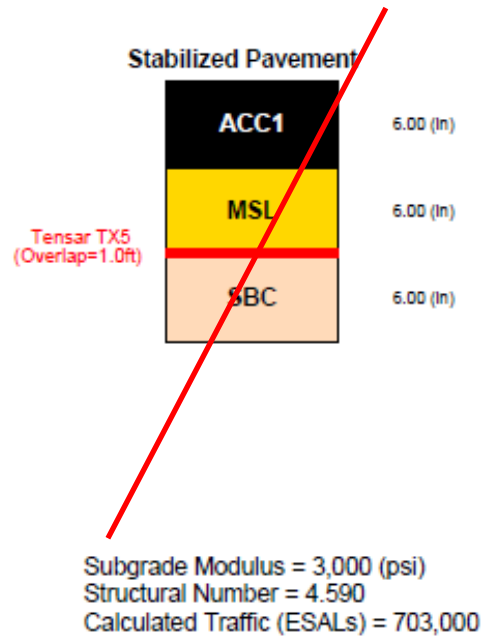 Stabilized Pavement
ACC1
6.00 (in)
MSL
6.00 (in)
Tensar TX5
(Overlap=1.0ft)
SBC
6.00 (in)
Subgrade Modulus = 3,000 (psi)
Structural Number = 4.590
Calculated Traffic (ESALs) = 703,000